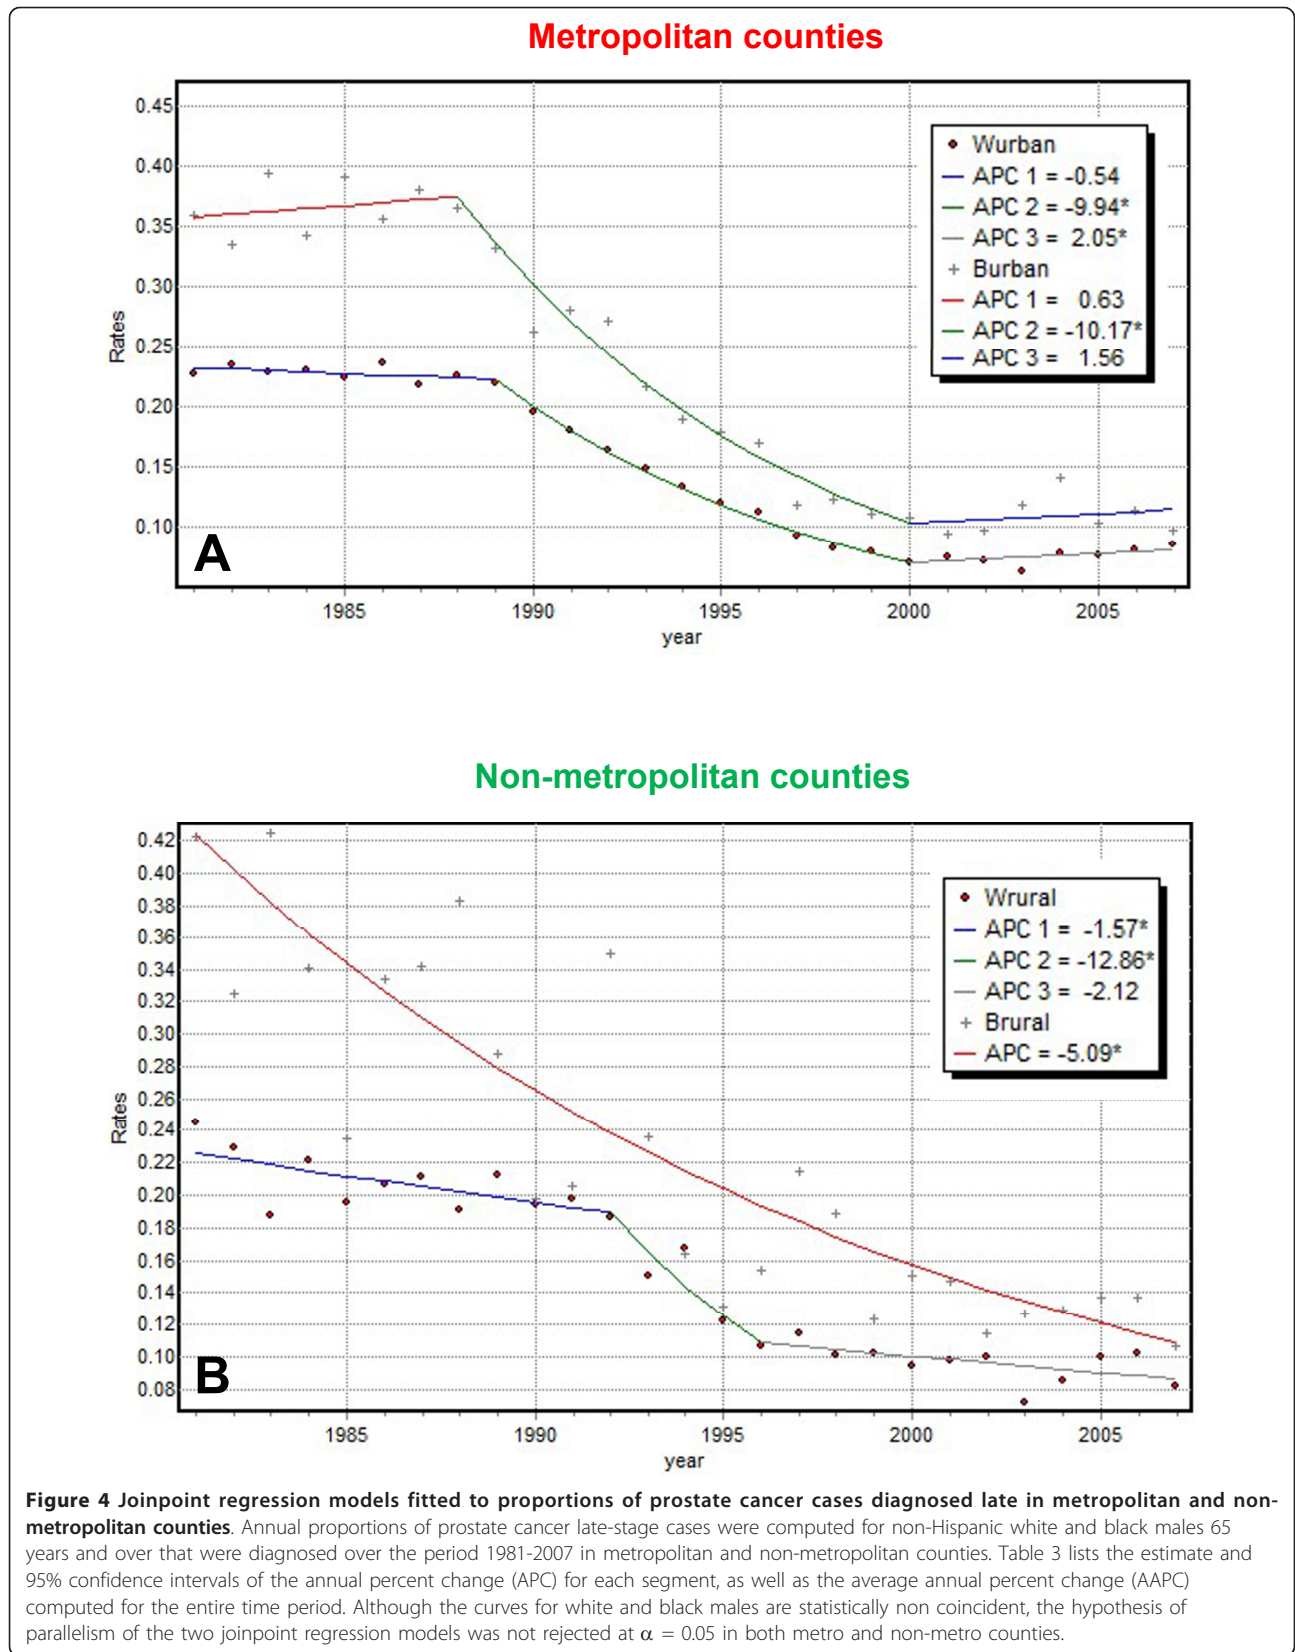 Metropolitan counties
0.45
0.40
0.35
0.30
0.25
0.20
0.15
0.10
Rates
Wurban
APC 1 = -0.54
APC 2 = -9.94*
APC 3 = 2.05*
Burban
APC 1 = 0.63
APC 2 = -10.17*
APC 3 = 1.56
A
1985 1990 1995 2000 2005
year
Non-metropolitan counties
0.42
0.40
0.38
0.36
0.34
0.32
0.30
0.28
0.26
0.24
0.22
0.20
0.18
0.16
0.14
0.12
0.10
0.08
Rates
Wrural
APC 1 = -1.57*
APC 2 = -12.86*
APC 3 = -2.12
Brural
APC = -5.09*
B
1985 1990 1995 2000 2005
year
Figure 4 Joinpoint regression models fitted to proportions of prostate cancer cases diagnosed late in metropolitan and non-
metropolitan counties. Annual proportions of prostate cancer late-stage cases were computed for non-Hispanic white and black males 65
years and over that were diagnosed over the period 1981-2007 in metropolitan and non-metropolitan counties. Table 3 lists the estimate and
95% confidence intervals of the annual percent change (APC) for each segment, as well as the average annual percent change (AAPC)
computed for the entire time period. Although the curves for white and black males are statistically non coincident, the hypothesis of
parallelism of the two joinpoint regression models was not rejected at α = 0.05 in both metro and non-metro counties.